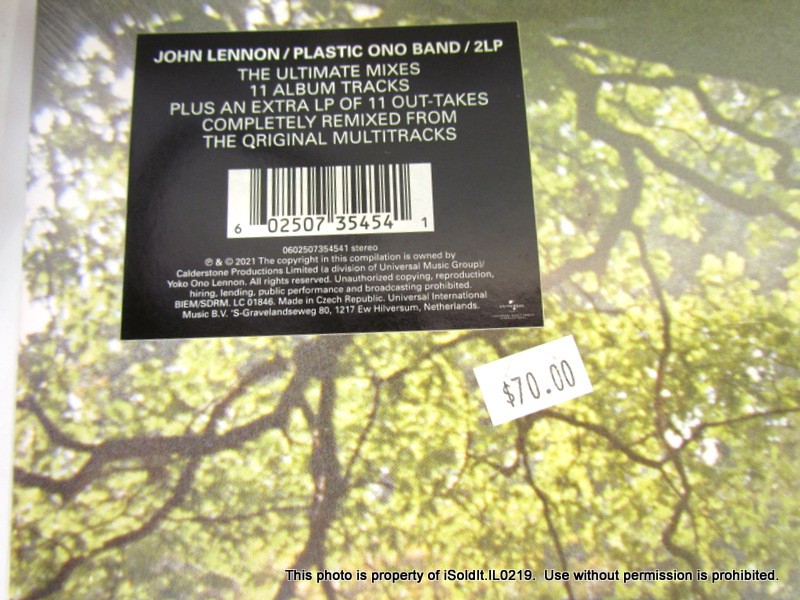 JOHN LENNON / PLASTIC ONO BAND / 2LP
THE ULTIMATE MIXES
11 ALBUM TRACKS
PLUS AN EXTRA LP OF 11 OUT-TAKES
COMPLETELY REMIXED FROM
THE QRIGINAL MULTITRACKS
6 02507 35454 1
0602507354541 stereo
℗ & © 2021 The copyright in this compilation is owned by
Calderstone Productions Limited (a division of Universal Music Group)/
Yoko Ono Lennon. All rights reserved. Unauthorized copying, reproduction,
hiring, lending, public performance and broadcasting prohibited.
BIEM/SDRM. LC 01846. Made in Czech Republic. Universal International
Music B.V. 'S-Gravelandseweg 80, 1217 Ew Hilversum, Netherlands.
UNIVERSAL
$70.00
This photo is property of iSoldIt.IL0219. Use without permission is prohibited.